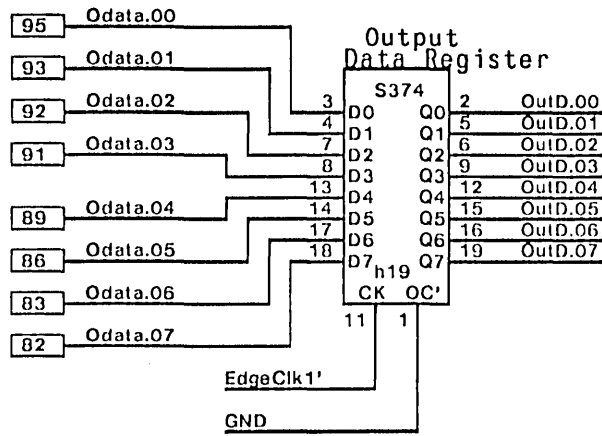 95 Odata.00
93 Odata.01
92 Odata.02
91 Odata.03
89 Odata.04
86 Odata.05
83 Odata.06
82 Odata.07
Output
Data Register
S374
3 D0 Q0 2 OutD.00
4 D1 Q1 5 OutD.01
7 D2 Q2 6 OutD.02
8 D3 Q3 9 OutD.03
13 D4 Q4 12 OutD.04
14 D5 Q5 15 OutD.05
17 D6 Q6 16 OutD.06
18 D7 Q7 19 OutD.07
h19
CK OC'
11 1
EdgeClk1'
GND